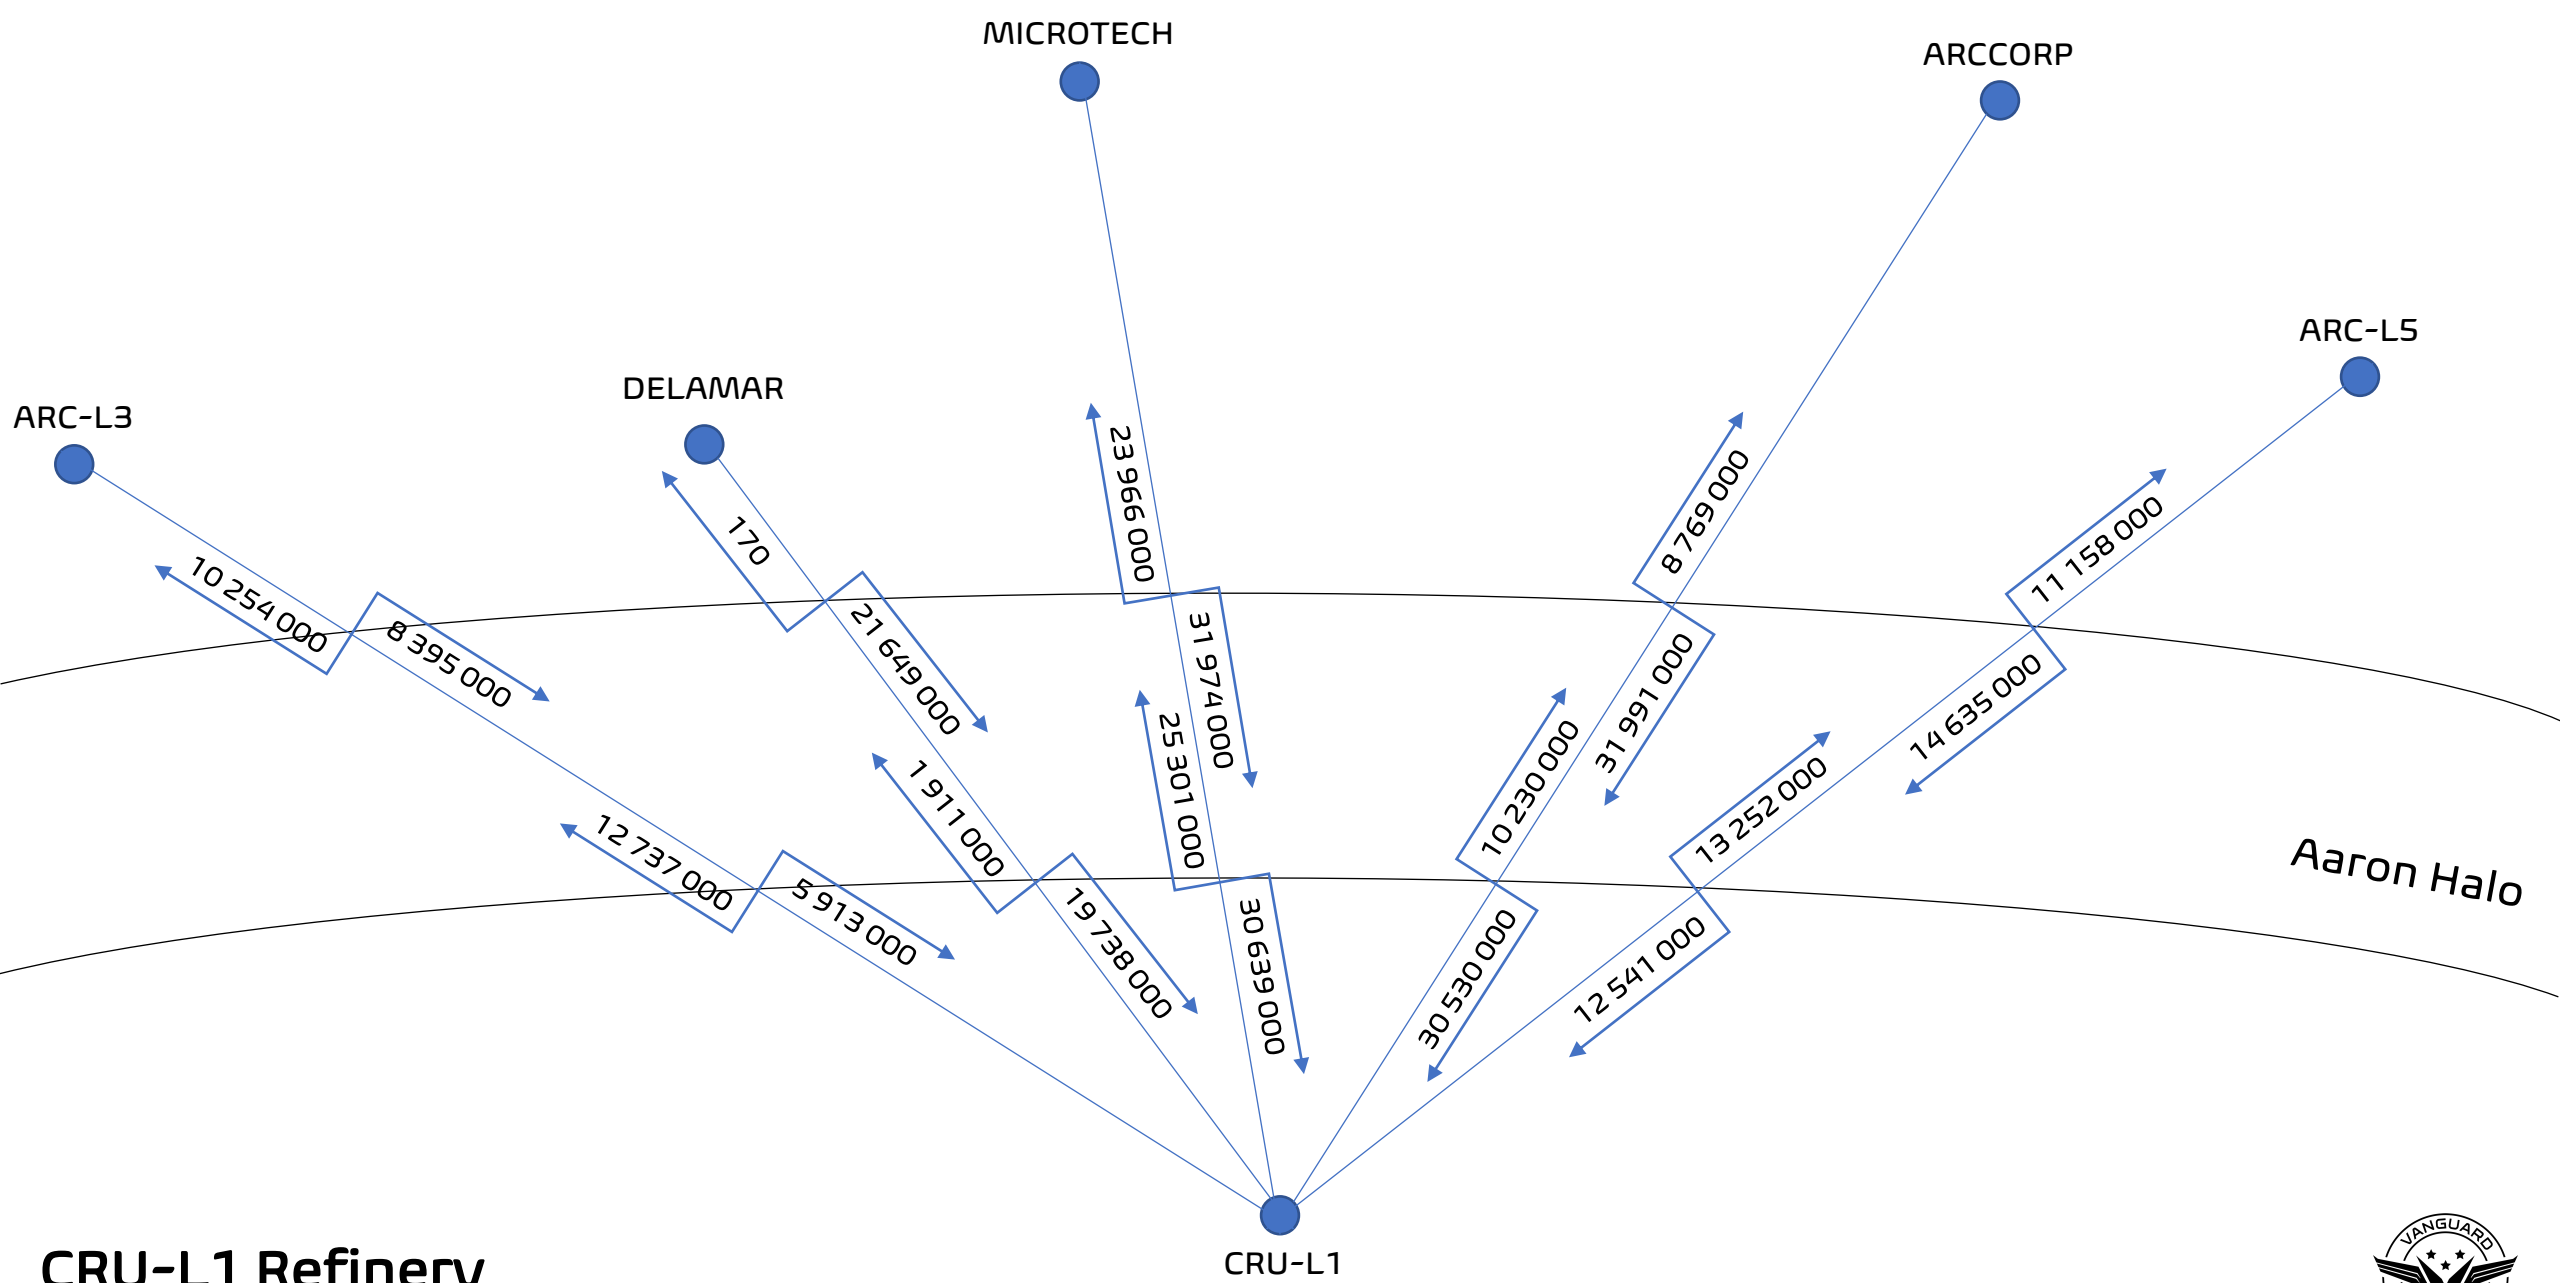 MICROTECH
ARCCORP
ARC-L5
DELAMAR
ARC-L3
23 966 000
8 769 000
11 158 000
170
10 254 000
8 395 000
21 649 000
31 974 000
31 991 000
14 635 000
25 301 000
10 230 000
13 252 000
1 911 000
12 737 000
5 913 000
19 738 000
30 639 000
30 530 000
12 541 000
Aaron Halo
CRU-L1
CRU-L1 Refinery
VANGUARD